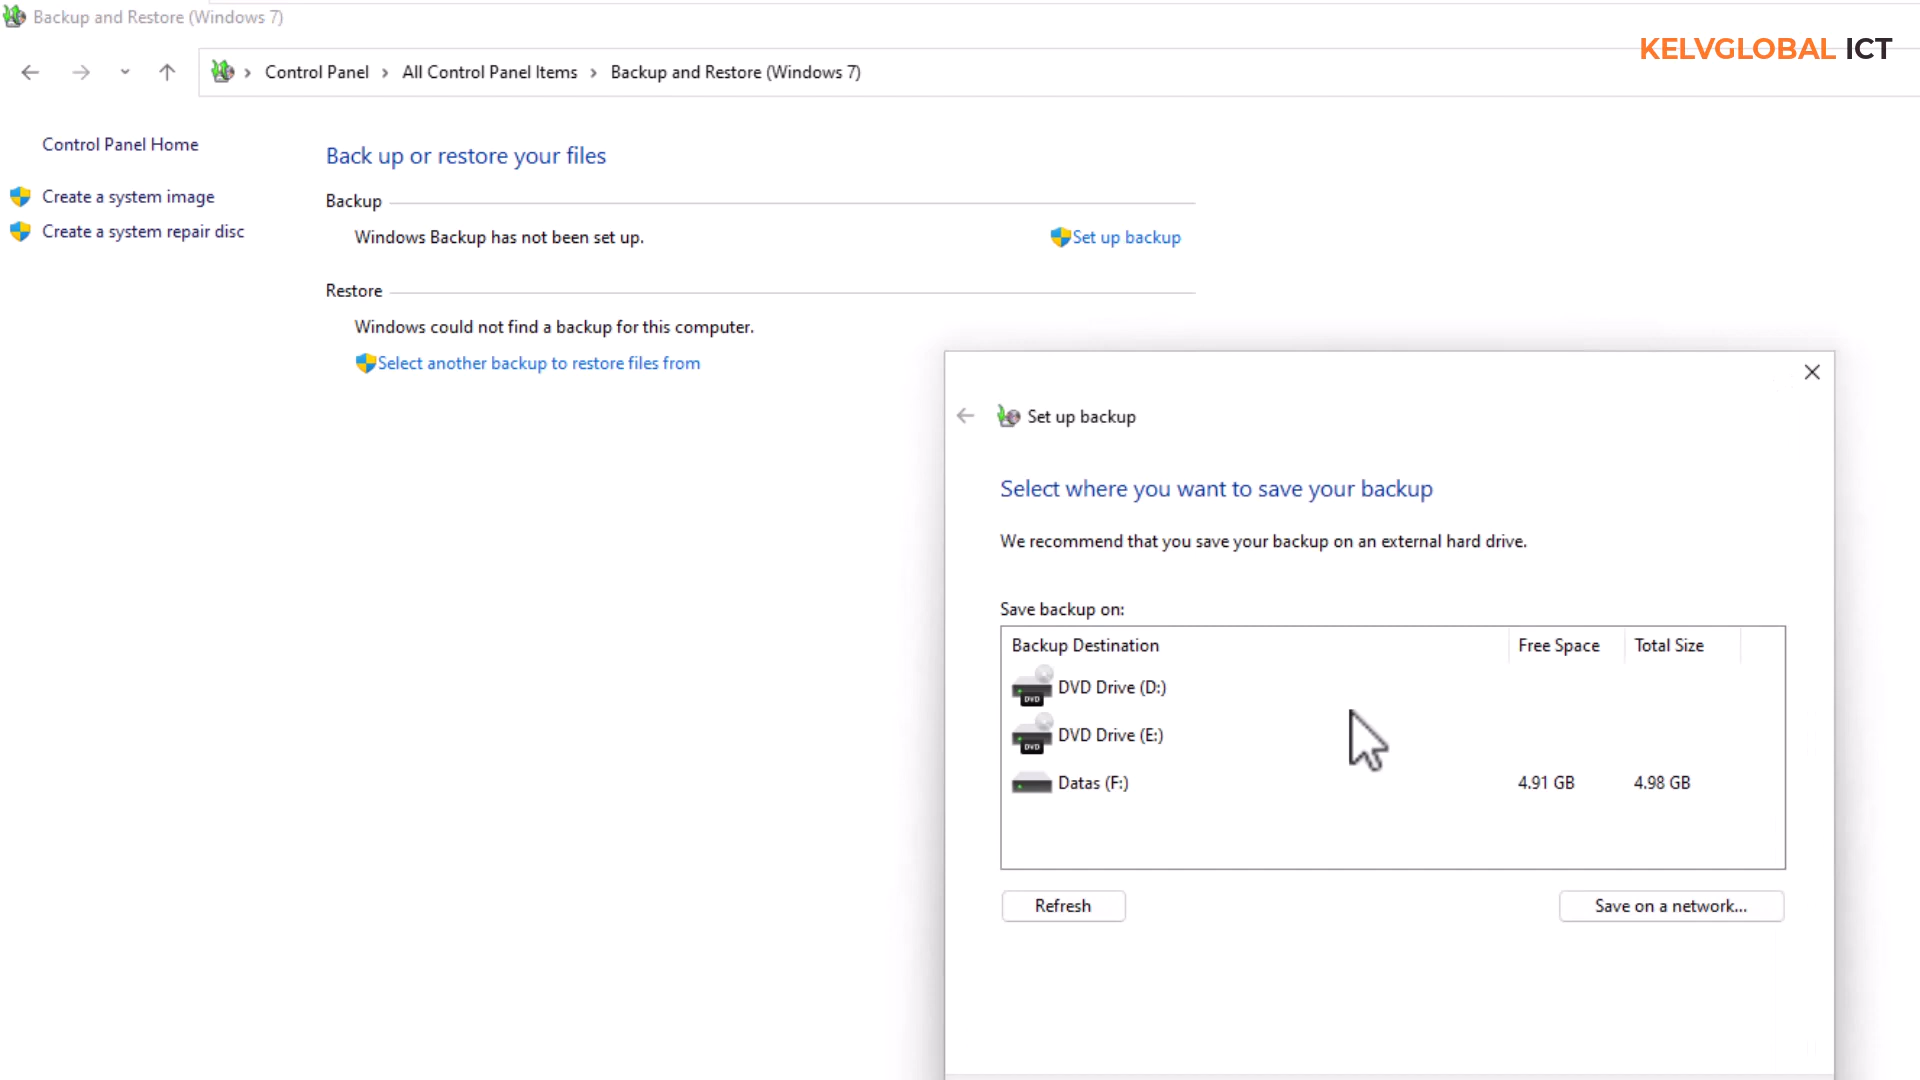 Backup and Restore (Windows 7)
KELVGLOBAL ICT
Control Panel > All Control Panel Items > Backup and Restore (Windows 7)
Control Panel Home
Create a system image
Create a system repair disc
Back up or restore your files
Backup
Windows Backup has not been set up.
Set up backup
Restore
Windows could not find a backup for this computer.
Select another backup to restore files from
Set up backup
Select where you want to save your backup
We recommend that you save your backup on an external hard drive.
Save backup on:
Backup Destination Free Space Total Size
DVD DVD Drive (D:)
DVD DVD Drive (E:)
Datas (F:) 4.91 GB 4.98 GB
Refresh
Save on a network...